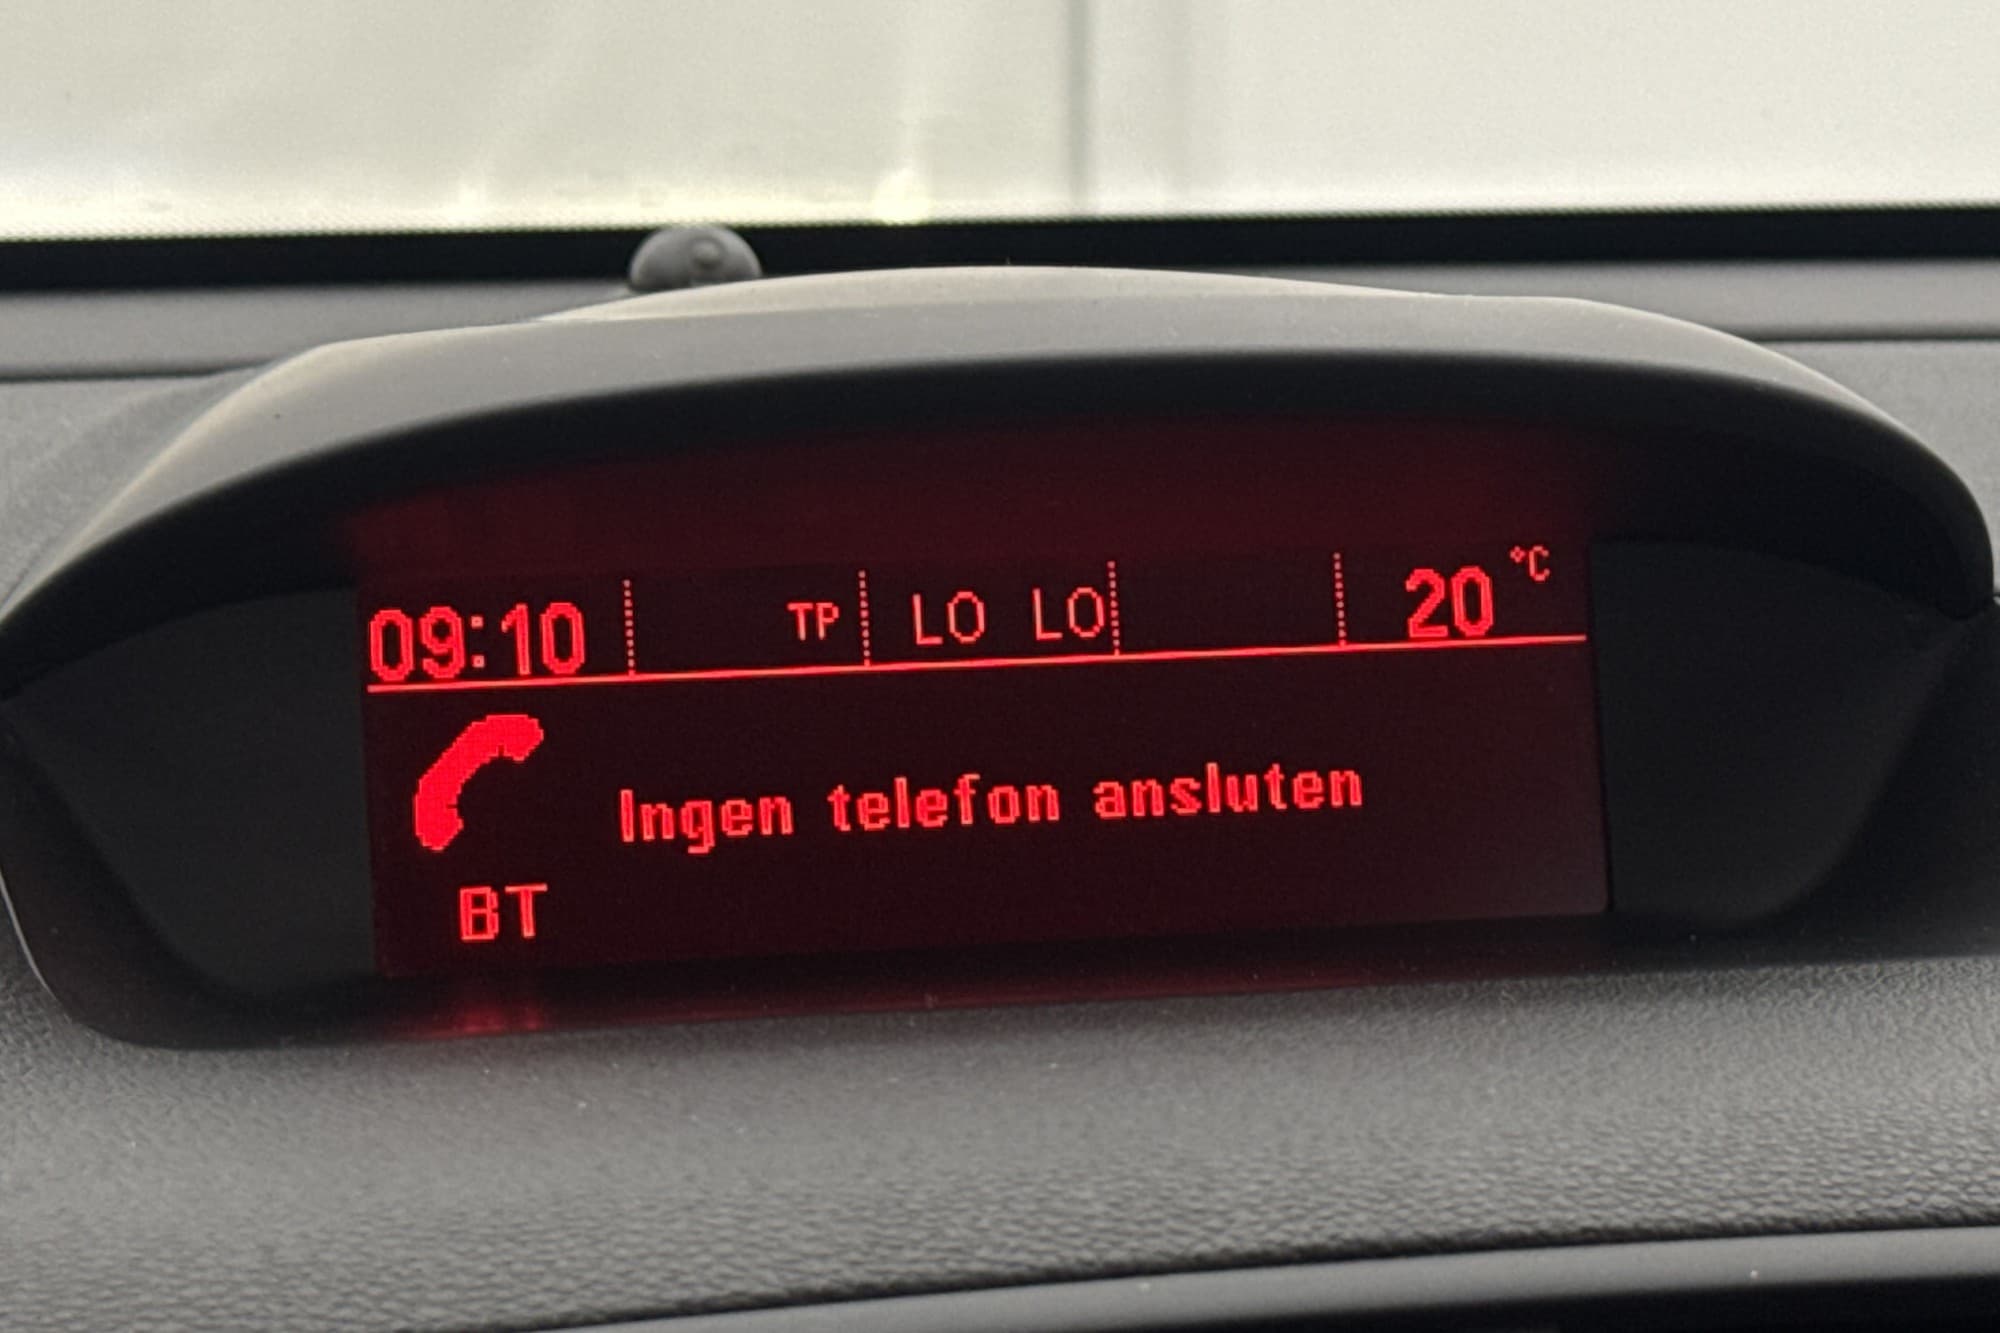 09:10 TP LO LO 20 °C
Ingen telefon ansluten
BT